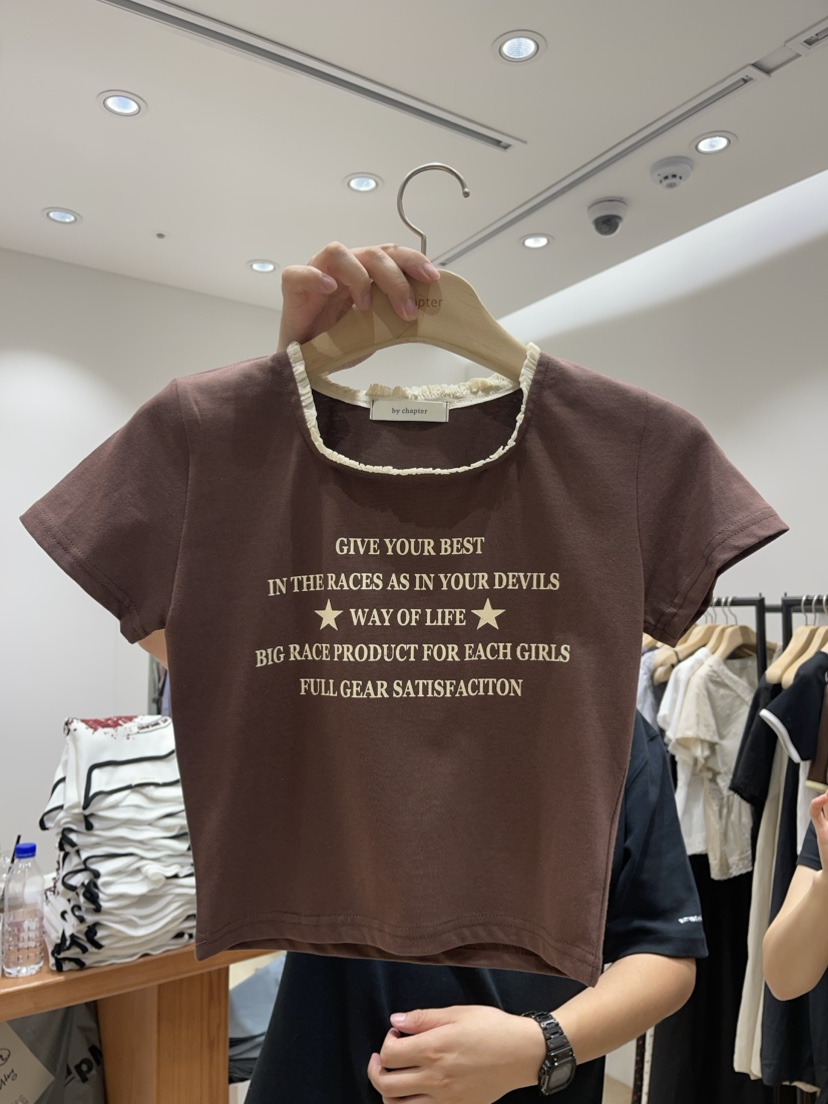 by chapter
GIVE YOUR BEST
IN THE RACES AS IN YOUR DEVILS
WAY OF LIFE
BIG RACE PRODUCT FOR EACH GIRLS
FULL GEAR SATISFACITON